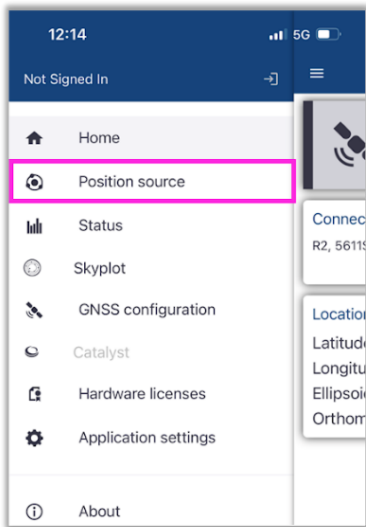 12:14
5G
Not Signed In
Home
Position source
Status
Skyplot
GNSS configuration
Catalyst
Hardware licenses
Application settings
About
Connec
R2, 5611
Location
Latitude
Longitu
Ellipsoi
Orthom